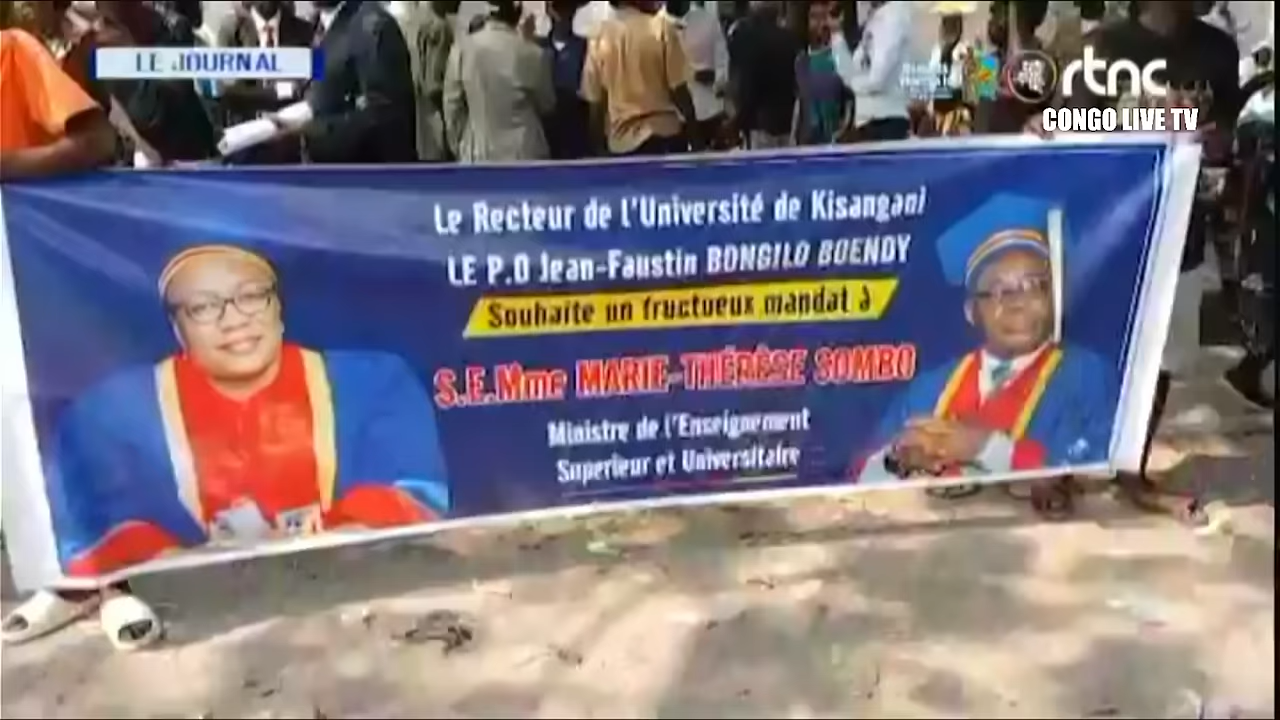 LE JOURNAL
rtnc
CONGO LIVE TV
Le Recteur de l'Université de Kisangani
LE P.O Jean-Faustin BONGILO BOENDY
Souhaite un fructueux mandat à
S.E.Mme MARIE-THÉRÈSE SOMBO
Ministre de l'Enseignement
Superieur et Universitaire